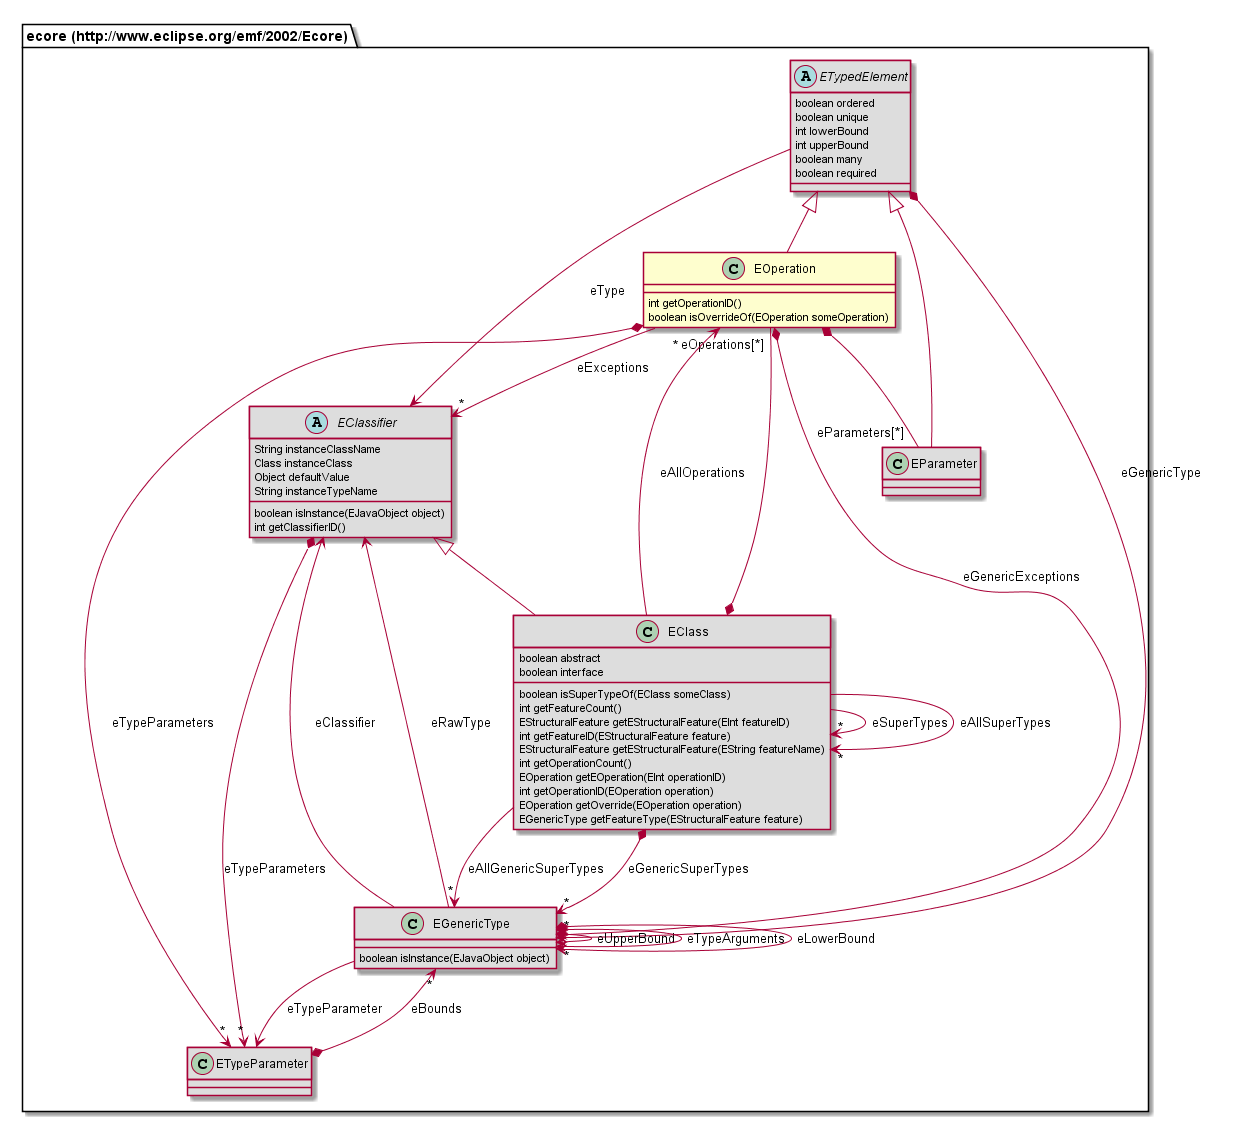 ecore (http://www.eclipse.org/emf/2002/Ecore)
A ETypedElement
boolean ordered
boolean unique
int lowerBound
int upperBound
boolean many
boolean required
C EOperation
int getOperationID()
boolean isOverrideOf(EOperation someOperation)
eType
* eOperations[*]
eExceptions
*
A EClassifier
String instanceClassName
Class instanceClass
Object defaultValue
String instanceTypeName
boolean isInstance(EJavaObject object)
int getClassifierID()
eParameters[*]
C EParameter
eAllOperations
eGenericType
eGenericExceptions
C EClass
boolean abstract
boolean interface
boolean isSuperTypeOf(EClass someClass)
int getFeatureCount()
EStructuralFeature getEStructuralFeature(EInt featureID)
int getFeatureID(EStructuralFeature feature)
EStructuralFeature getEStructuralFeature(EString featureName)
int getOperationCount()
EOperation getEOperation(EInt operationID)
int getOperationID(EOperation operation)
EOperation getOverride(EOperation operation)
EGenericType getFeatureType(EStructuralFeature feature)
*
eSuperTypes
eAllSuperTypes
*
eTypeParameters
eClassifier
eRawType
eTypeParameters
eAllGenericSuperTypes
eGenericSuperTypes
*
*
C EGenericType
boolean isInstance(EJavaObject object)
*
eUpperBound
eTypeArguments
eLowerBound
*
*
eTypeParameter
eBounds
*
*
C ETypeParameter